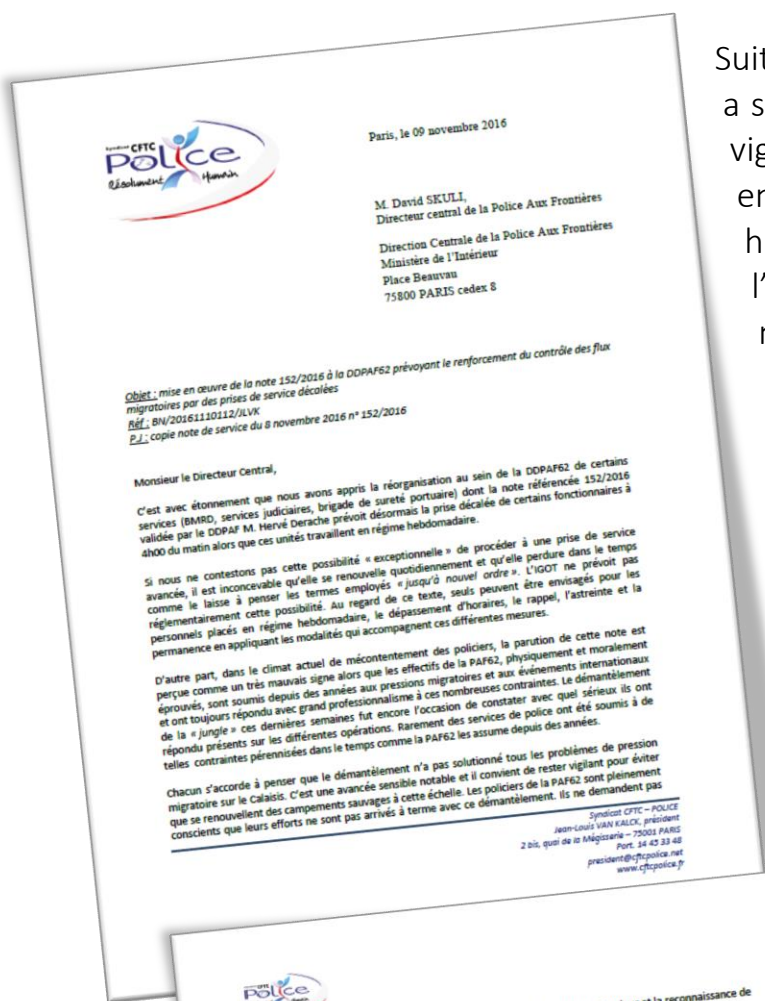 Suit
a s
vig
en
h
l'
r
Syndicat CFTC
Police
Résolument Humain
Paris, le 09 novembre 2016
M. David SKULI,
Directeur central de la Police Aux Frontières
Direction Centrale de la Police Aux Frontières
Ministère de l'Intérieur
Place Beauvau
75800 PARIS cedex 8
Objet : mise en œuvre de la note 152/2016 à la DDPAF62 prévoyant le renforcement du contrôle des flux
migratoires par des prises de service décalées
Réf : BN/20161110112/JLVK
P.J : copie note de service du 8 novembre 2016 n° 152/2016
Monsieur le Directeur Central,
C'est avec étonnement que nous avons appris la réorganisation au sein de la DDPAF62 de certains
services (BMRD, services judiciaires, brigade de sureté portuaire) dont la note référencée 152/2016
validée par le DDPAF M. Hervé Derache prévoit désormais la prise décalée de certains fonctionnaires à
4h00 du matin alors que ces unités travaillent en régime hebdomadaire.
Si nous ne contestons pas cette possibilité « exceptionnelle » de procéder à une prise de service
avancée, il est inconcevable qu'elle se renouvelle quotidiennement et qu'elle perdure dans le temps
comme le laisse à penser les termes employés « jusqu'à nouvel ordre ». L'IGOT ne prévoit pas
réglementairement cette possibilité. Au regard de ce texte, seuls peuvent être envisagés pour les
personnels placés en régime hebdomadaire, le dépassement d'horaires, le rappel, l'astreinte et la
permanence en appliquant les modalités qui accompagnent ces différentes mesures.
D'autre part, dans le climat actuel de mécontentement des policiers, la parution de cette note est
perçue comme un très mauvais signe alors que les effectifs de la PAF62, physiquement et moralement
éprouvés, sont soumis depuis des années aux pressions migratoires et aux événements internationaux
et ont toujours répondu avec grand professionnalisme à ces nombreuses contraintes. Le démantèlement
de la « jungle » ces dernières semaines fut encore l'occasion de constater avec quel sérieux ils ont
répondu présents sur les différentes opérations. Rarement des services de police ont été soumis à de
telles contraintes pérennisées dans le temps comme la PAF62 les assume depuis des années.
Chacun s'accorde à penser que le démantèlement n'a pas solutionné tous les problèmes de pression
migratoire sur le Calaisis. C'est une avancée sensible notable et il convient de rester vigilant pour éviter
que se renouvellent des campements sauvages à cette échelle. Les policiers de la PAF62 sont pleinement
conscients que leurs efforts ne sont pas arrivés à terme avec ce démantèlement. Ils ne demandent pas
Syndicat CFTC – POLICE
Jean-Louis VAN KALCK, président
2 bis, quai de la Mégisserie – 75001 PARIS
Port. 14 45 33 48
president@cftcpolice.net
www.cftcpolice.fr
Police
la reconnaissance de